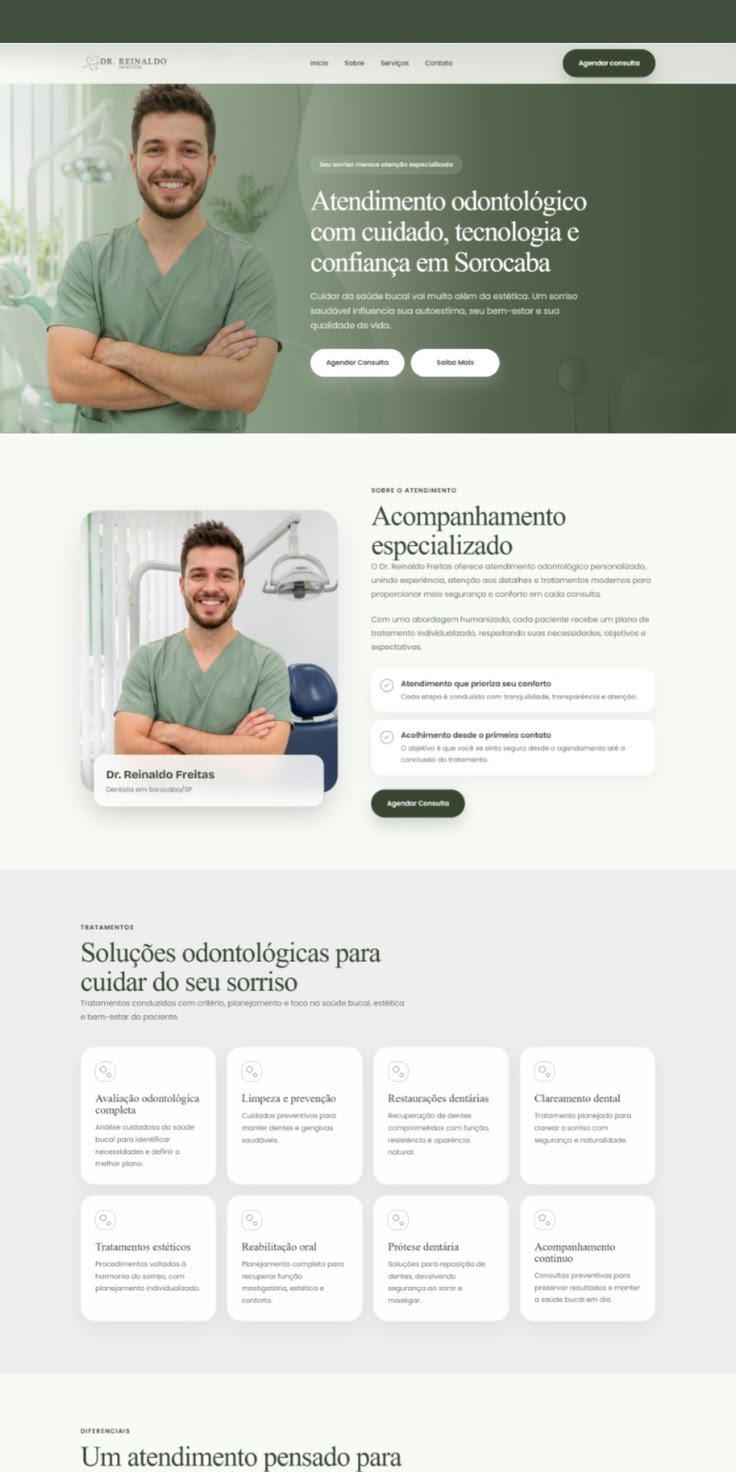 DR. REINALDO
DENTISTA
Início
Sobre
Serviços
Contato
Agendar consulta
Seu sorriso merece atenção especializada
Atendimento odontológico
com cuidado, tecnologia e
confiança em Sorocaba
Cuidar da saúde bucal vai muito além da estética. Um sorriso
saudável influencia sua autoestima, seu bem-estar e sua
qualidade de vida.
Agendar Consulta
Saiba Mais
SOBRE O ATENDIMENTO
Acompanhamento
especializado
O Dr. Reinaldo Freitas oferece atendimento odontológico personalizado,
unindo experiência, atenção aos detalhes e tratamentos modernos para
proporcionar mais segurança e conforto em cada consulta.
Com uma abordagem humanizada, cada paciente recebe um plano de
tratamento individualizado, respeitando suas necessidades, objetivos e
expectativas.
Atendimento que prioriza seu conforto
Cada etapa é conduzida com tranquilidade, transparência e atenção.
Acolhimento desde o primeiro contato
O objetivo é que você se sinta seguro desde o agendamento até a
conclusão do tratamento.
Agendar Consulta
Dr. Reinaldo Freitas
Dentista em Sorocaba/SP
TRATAMENTOS
Soluções odontológicas para
cuidar do seu sorriso
Tratamentos conduzidos com critério, planejamento e foco na saúde bucal, estética
e bem-estar do paciente.
Avaliação odontológica
completa
Análise cuidadosa da saúde
bucal para identificar
necessidades e definir o
melhor plano.
Limpeza e prevenção
Cuidados preventivos para
manter dentes e gengivas
saudáveis.
Restaurações dentárias
Recuperação de dentes
comprometidos com função,
resistência e aparência
natural.
Clareamento dental
Tratamento planejado para
clarear o sorriso com
segurança e naturalidade.
Tratamentos estéticos
Procedimentos voltados à
harmonia do sorriso, com
planejamento individualizado.
Reabilitação oral
Planejamento completo para
recuperar função
mastigatória, estética e
conforto.
Prótese dentária
Soluções para reposição de
dentes, devolvendo
segurança ao sorrir e
mastigar.
Acompanhamento
contínuo
Consultas preventivas para
preservar resultados e manter
a saúde bucal em dia.
DIFERENCIAIS
Um atendimento pensado para